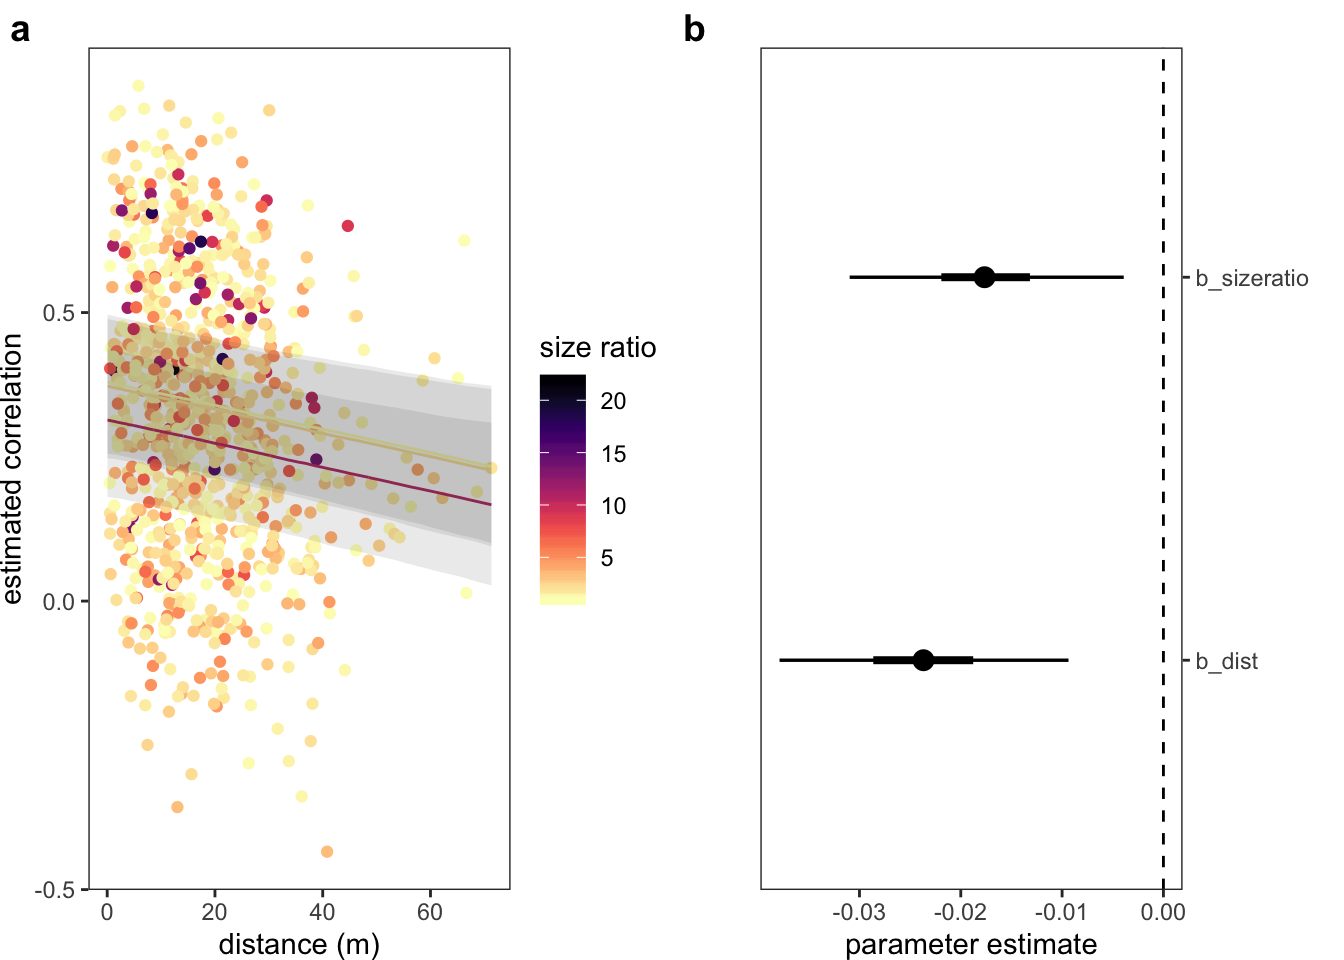 a
b
estimated correlation
0.5
0.0
-0.5
0
20
40
60
distance (m)
size ratio
20
15
10
5
b_sizeratio
b_dist
-0.03
-0.02
-0.01
0.00
parameter estimate